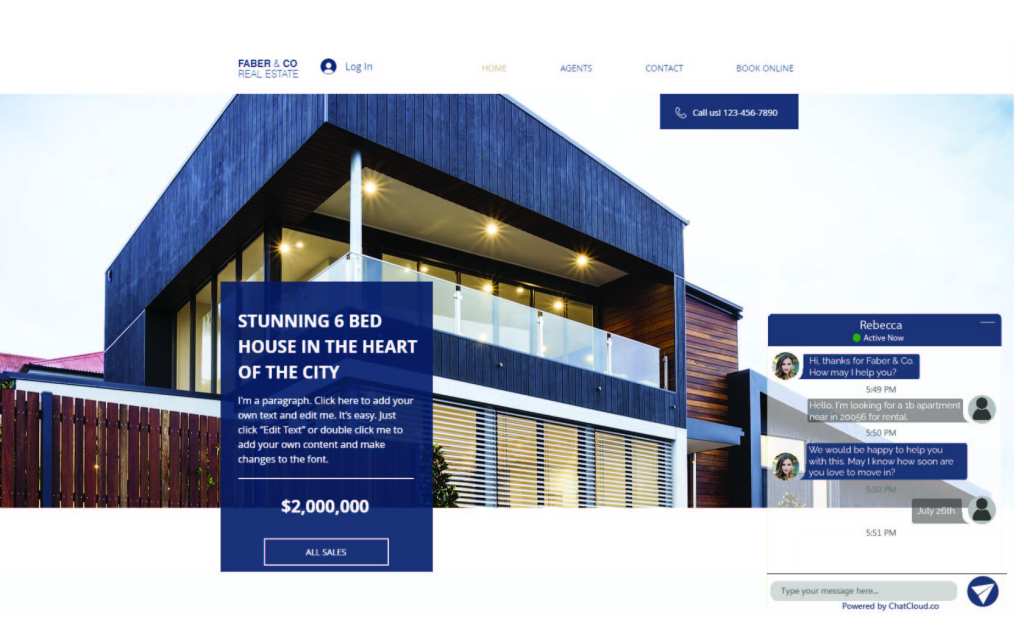 FABER & CO
REAL ESTATE
Log In
HOME
AGENTS
CONTACT
BOOK ONLINE
Call us! 123-456-7890
STUNNING 6 BED
HOUSE IN THE HEART
OF THE CITY
I'm a paragraph. Click here to add your
own text and edit me. It's easy. Just
click "Edit Text" or double click me to
add your own content and make
changes to the font.
$2,000,000
ALL SALES
Rebecca
Active Now
Hi, thanks for Faber & Co.
How may I help you?
5:49 PM
Hello, I'm looking for a 1b apartment
near in 20056 for rental.
5:50 PM
We would be happy to help you
with this. May I know how soon are
you love to move in?
5:50 PM
July 26th
5:51 PM
Type your message here...
Powered by ChatCloud.co